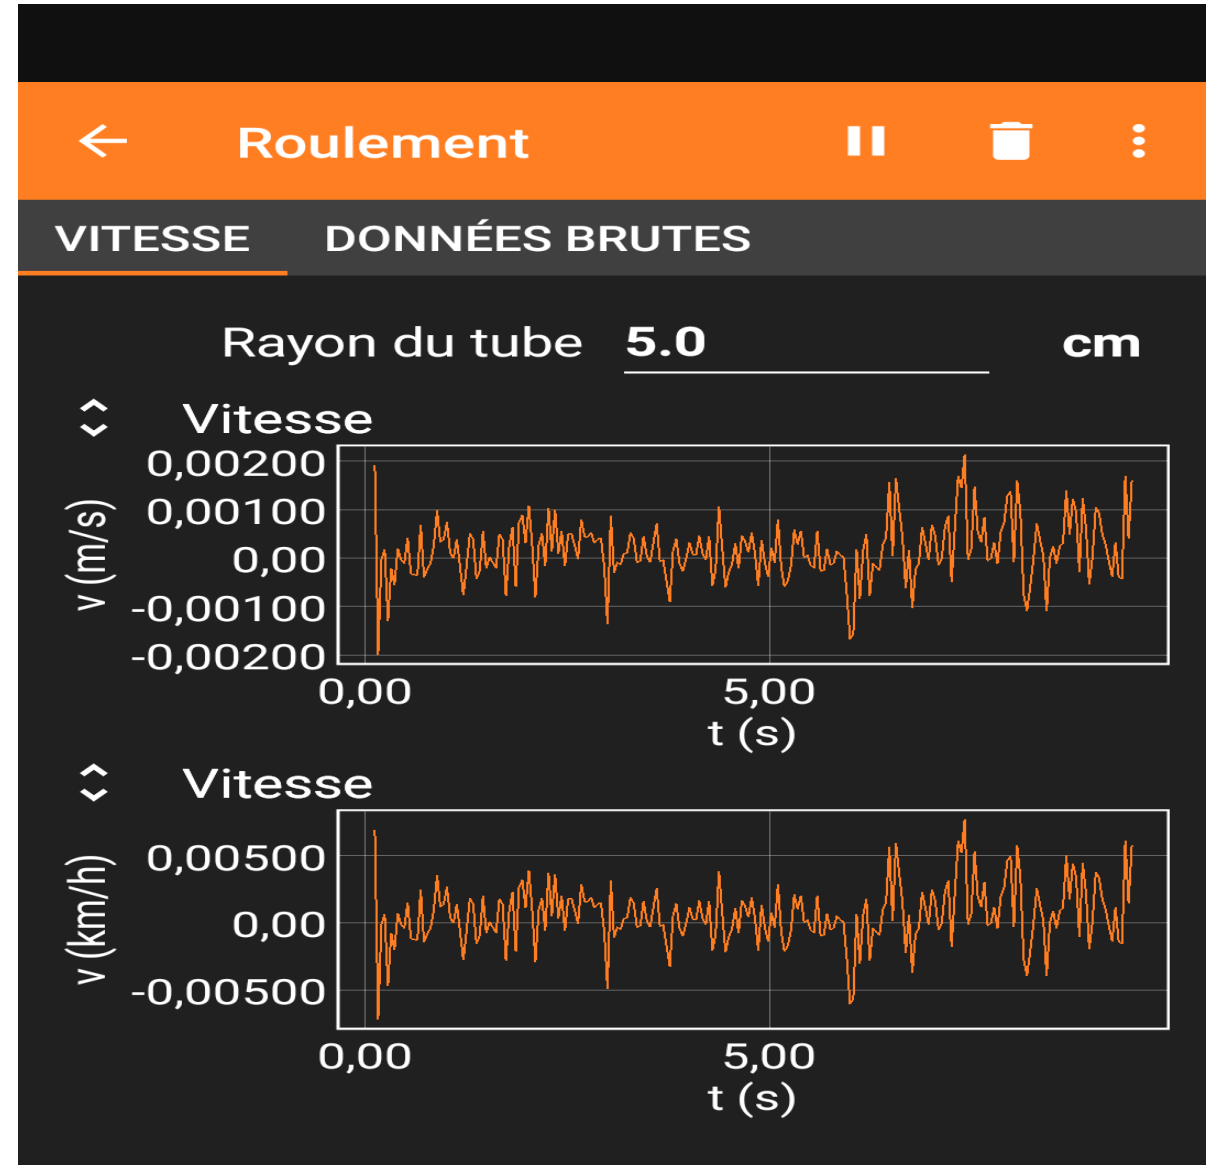 Roulement
VITESSE DONNÉES BRUTES
Rayon du tube 5.0 cm
Vitesse
0,00200
0,00100
0,00
-0,00100
-0,00200
v (m/s)
0,00 5,00
t (s)
Vitesse
0,00500
0,00
-0,00500
v (km/h)
0,00 5,00
t (s)